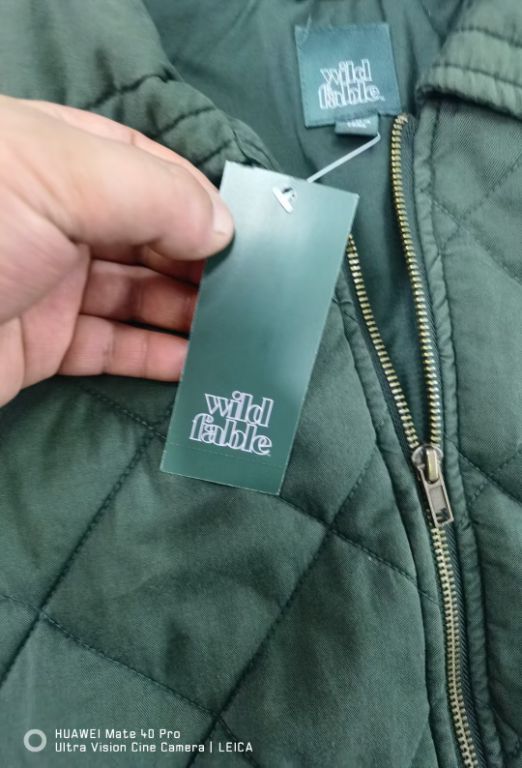 wild
fable
wild
fable
HUAWEI Mate 40 Pro
Ultra Vision Cine Camera | LEICA